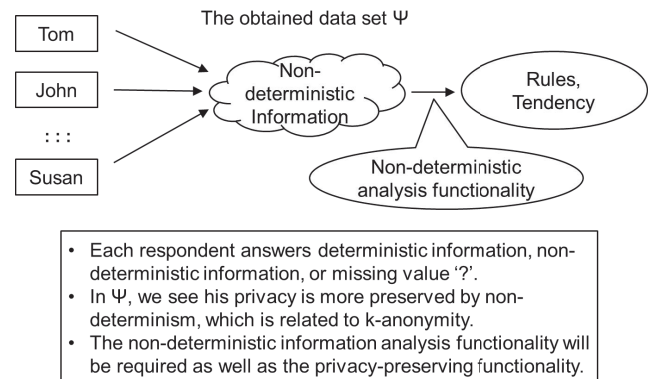 The obtained data set Ψ
Tom
John
:::
Susan
Non-
deterministic
Information
Rules,
Tendency
Non-deterministic
analysis functionality
• Each respondent answers deterministic information, non-
deterministic information, or missing value ‘?’.
• In Ψ, we see his privacy is more preserved by non-
determinism, which is related to k-anonymity.
• The non-deterministic information analysis functionality will
be required as well as the privacy-preserving functionality.